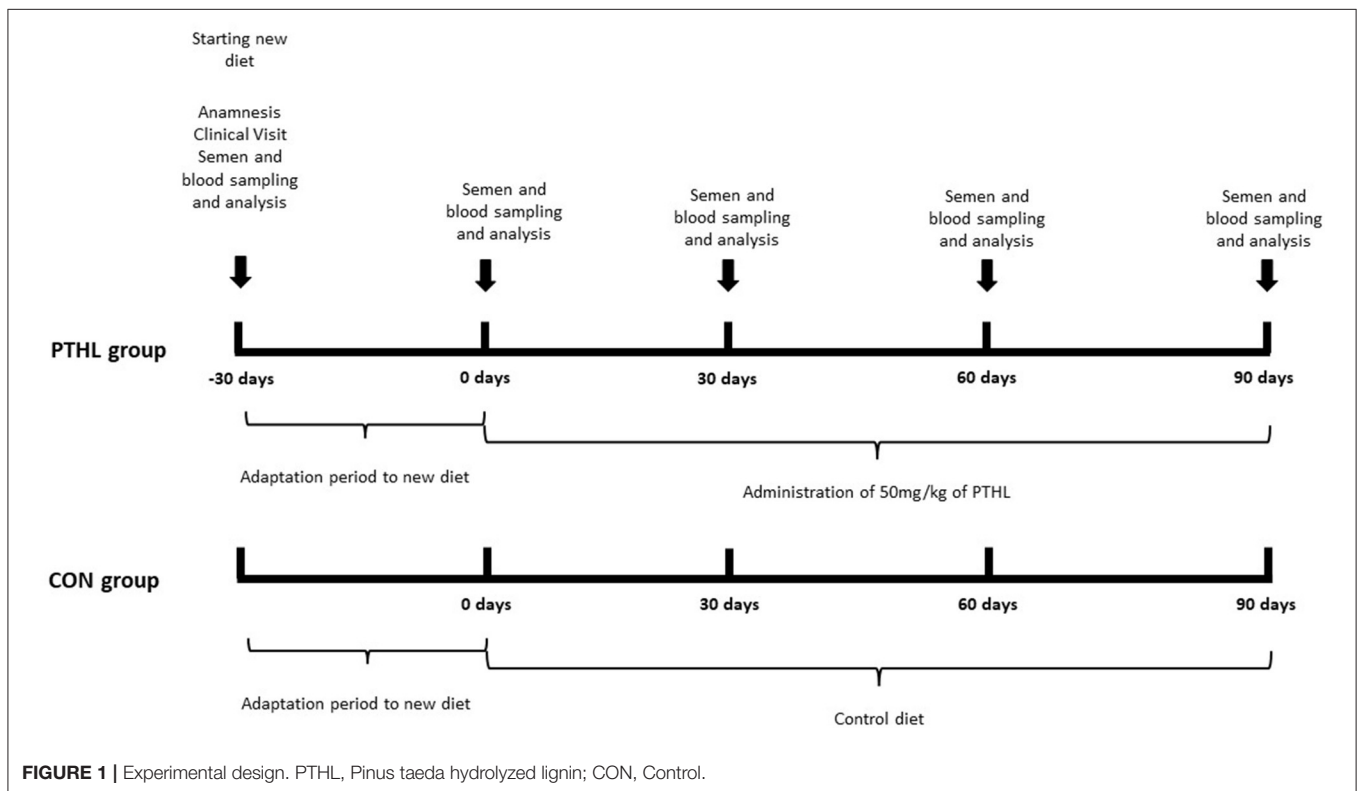 Starting new
diet
Anamnesis
Clinical Visit
Semen and
blood sampling
and analysis
Semen and
blood sampling
and analysis
Semen and
blood sampling
and analysis
Semen and
blood sampling
and analysis
Semen and
blood sampling
and analysis
PTHL group
-30 days
0 days
30 days
60 days
90 days
Adaptation period to new diet
Administration of 50mg/kg of PTHL
CON group
0 days
30 days
60 days
90 days
Adaptation period to new diet
Control diet
FIGURE 1 | Experimental design. PTHL, Pinus taeda hydrolyzed lignin; CON, Control.